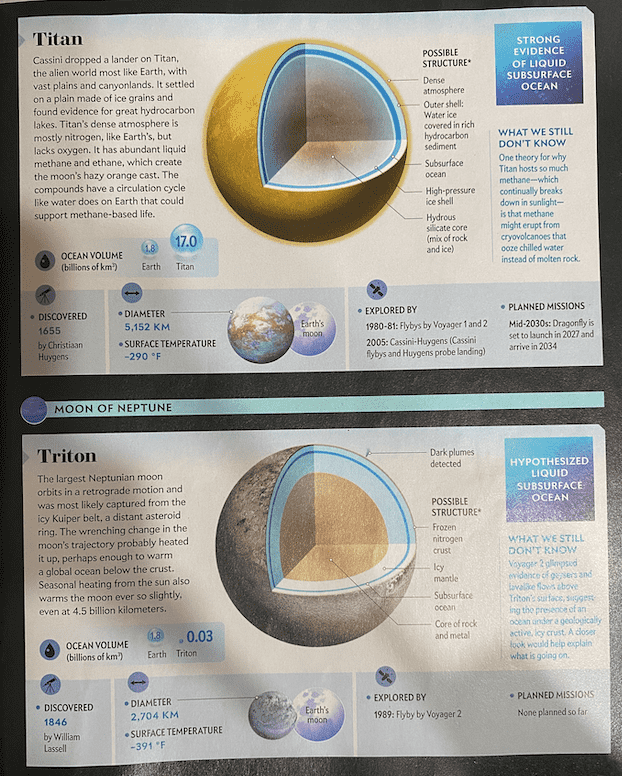 Titan
Cassini dropped a lander on Titan,
the alien world most like Earth, with
vast plains and canyonlands. It settled
on a plain made of ice grains and
found evidence for great hydrocarbon
lakes. Titan's dense atmosphere is
mostly nitrogen, like Earth's, but
lacks oxygen. It has abundant liquid
methane and ethane, which create
the moon's hazy orange cast. The
compounds have a circulation cycle
like water does on Earth that could
support methane-based life.
OCEAN VOLUME
(billions of km³)
1.8
Earth
17.0
Titan
POSSIBLE
STRUCTURE*
Dense
atmosphere
Outer shell:
Water ice
covered in rich
hydrocarbon
sediment
Subsurface
ocean
High-pressure
ice shell
Hydrous
silicate core
(mix of rock
and ice)
STRONG
EVIDENCE
OF LIQUID
SUBSURFACE
OCEAN
WHAT WE STILL
DON'T KNOW
One theory for why
Titan hosts so much
methane—which
continually breaks
down in sunlight—
is that methane
might erupt from
cryovolcanoes that
ooze chilled water
instead of molten rock.
• DISCOVERED
1655
by Christiaan
Huygens
• DIAMETER
5,152 KM
• SURFACE TEMPERATURE
-290 °F
Earth's
moon
• EXPLORED BY
1980-81: Flybys by Voyager 1 and 2
2005: Cassini-Huygens (Cassini
flybys and Huygens probe landing)
• PLANNED MISSIONS
Mid-2030s: Dragonfly is
set to launch in 2027 and
arrive in 2034
MOON OF NEPTUNE
Triton
The largest Neptunian moon
orbits in a retrograde motion and
was most likely captured from the
icy Kuiper belt, a distant asteroid
ring. The wrenching change in the
moon's trajectory probably heated
it up, perhaps enough to warm
a global ocean below the crust.
Seasonal heating from the sun also
warms the moon ever so slightly,
even at 4.5 billion kilometers.
OCEAN VOLUME
(billions of km³)
1.8
Earth
0.03
Triton
Dark plumes
detected
POSSIBLE
STRUCTURE*
Frozen
nitrogen
crust
Icy
mantle
Subsurface
ocean
Core of rock
and metal
HYPOTHESIZED
LIQUID
SUBSURFACE
OCEAN
WHAT WE STILL
DON'T KNOW
Voyager 2 glimpsed
evidence of geysers and
lavalike flows above
Triton's surface, suggest-
ing the presence of an
ocean under a geologically
active, icy crust. A closer
look would help explain
what is going on.
• DISCOVERED
1846
by William
Lassell
• DIAMETER
2,704 KM
• SURFACE TEMPERATURE
-391 °F
Earth's
moon
• EXPLORED BY
1989: Flyby by Voyager 2
• PLANNED MISSIONS
None planned so far